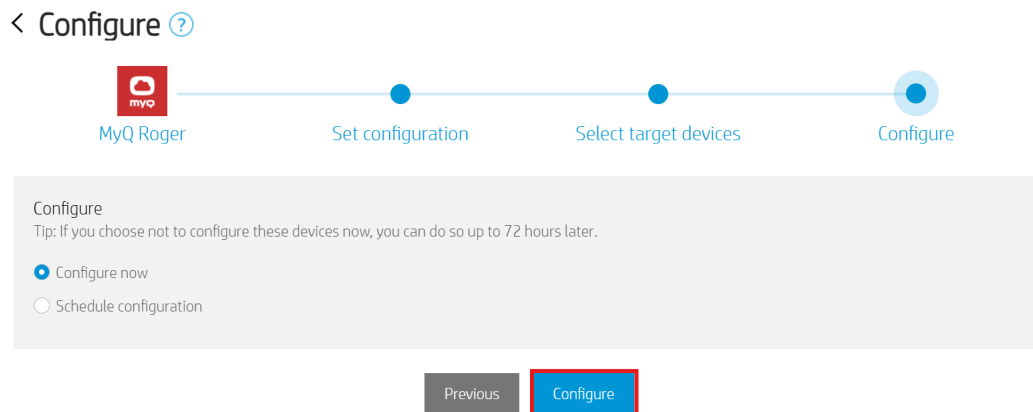 Configure ?
myQ
MyQ Roger
Set configuration
Select target devices
Configure
Configure
Tip: If you choose not to configure these devices now, you can do so up to 72 hours later.
Configure now
Schedule configuration
Previous
Configure